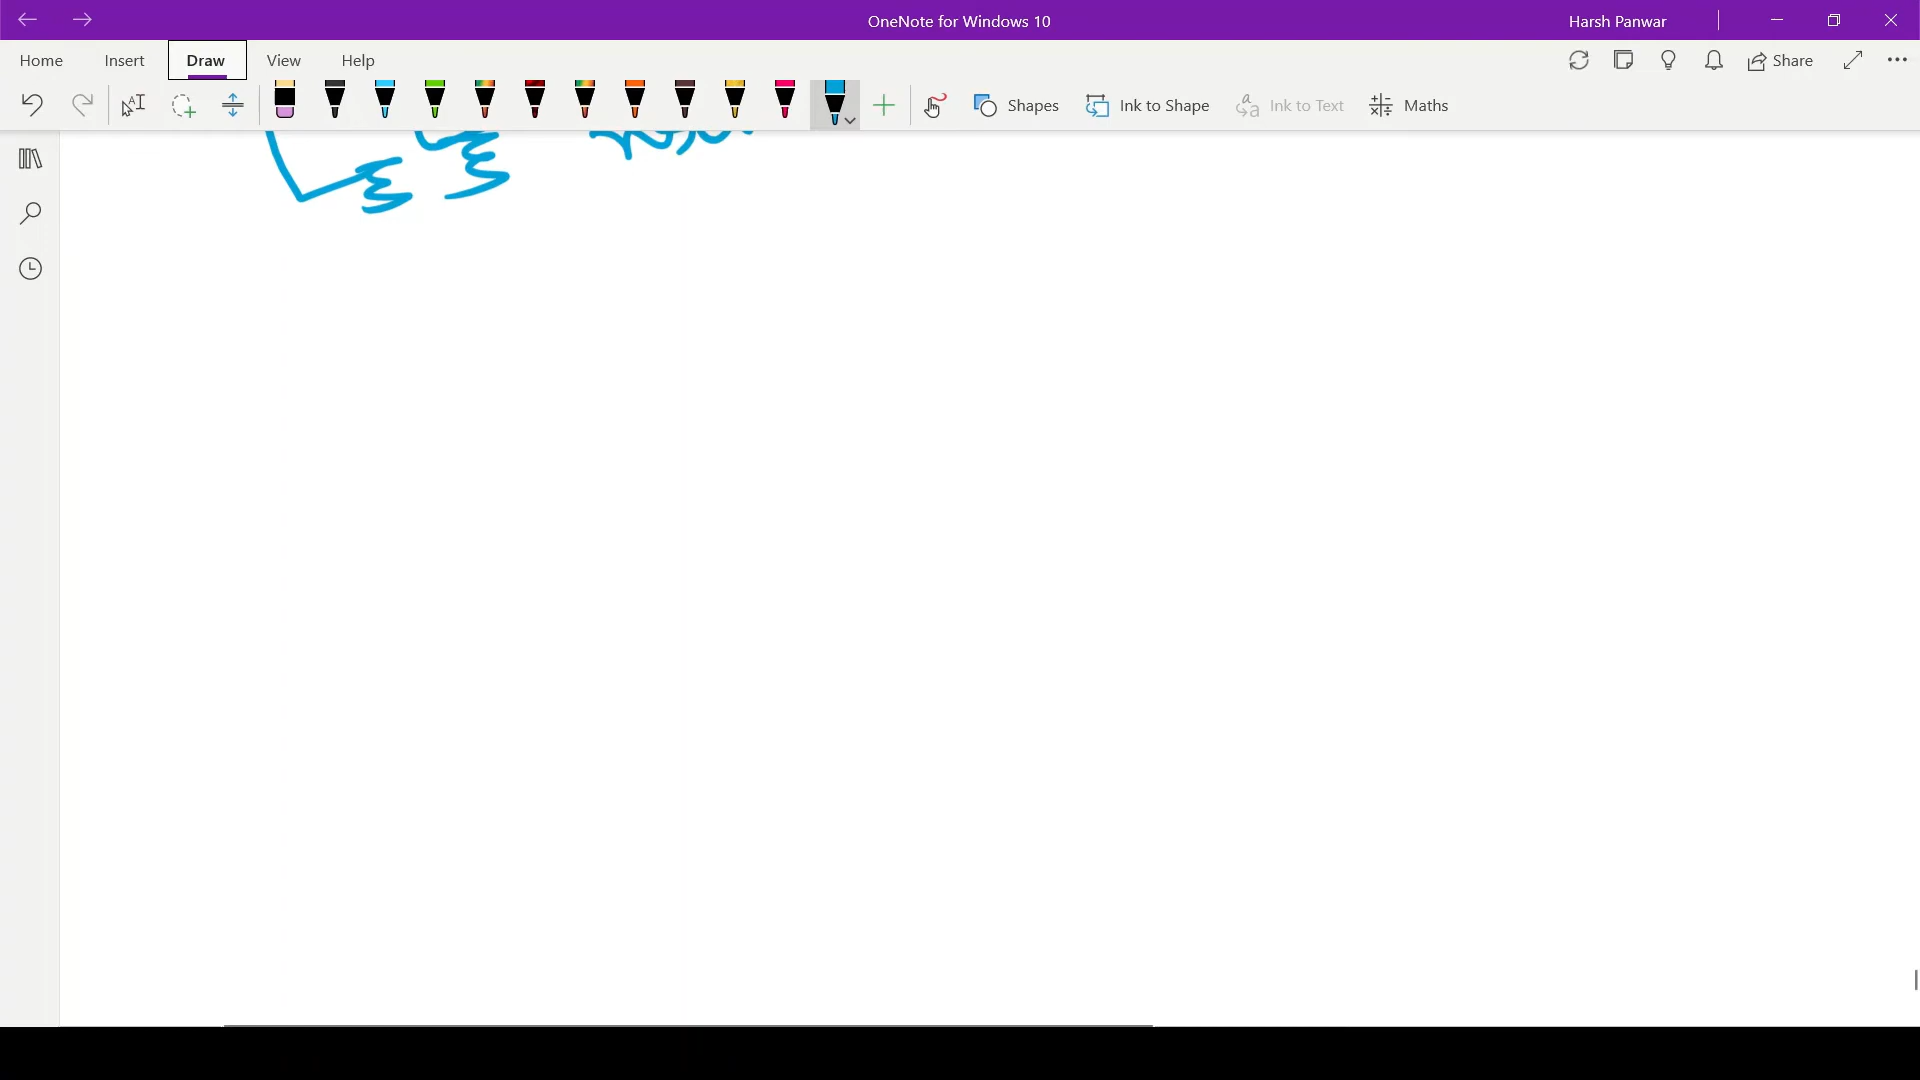 OneNote for Windows 10
Harsh Panwar
Home Insert Draw View Help
Share
Shapes Ink to Shape Ink to Text Maths